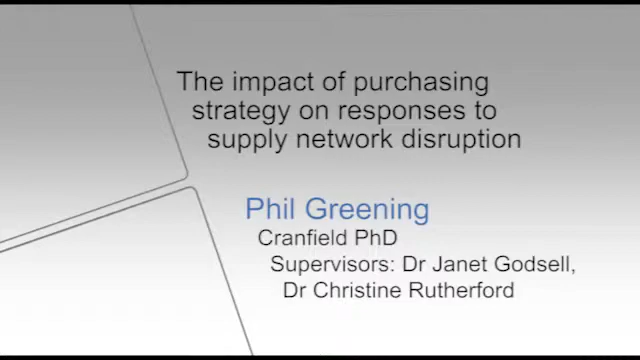 The impact of purchasing
strategy on responses to
supply network disruption
Phil Greening
Cranfield PhD
Supervisors: Dr Janet Godsell,
Dr Christine Rutherford